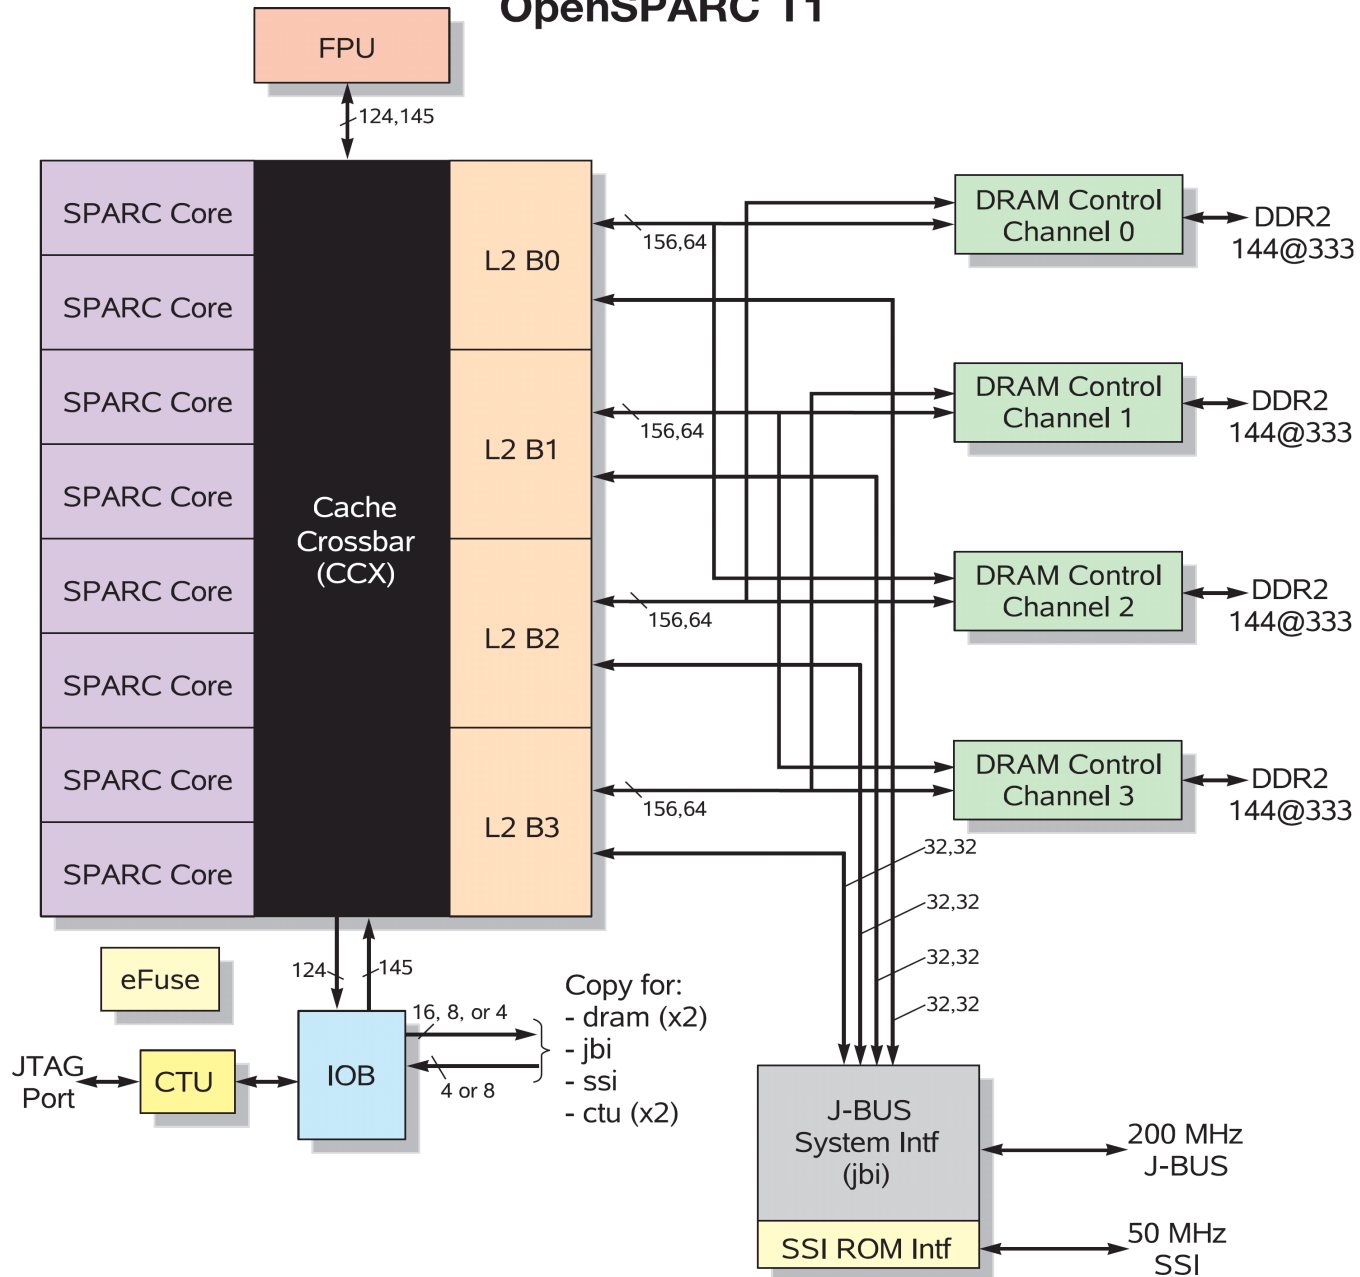 OpenSPARC T1
FPU
124,145
SPARC Core
SPARC Core
SPARC Core
SPARC Core
SPARC Core
SPARC Core
SPARC Core
SPARC Core
Cache
Crossbar
(CCX)
L2 B0
L2 B1
L2 B2
L2 B3
156,64
156,64
156,64
156,64
DRAM Control
Channel 0
DDR2
144@333
DRAM Control
Channel 1
DDR2
144@333
DRAM Control
Channel 2
DDR2
144@333
DRAM Control
Channel 3
DDR2
144@333
32,32
32,32
32,32
32,32
eFuse
124
145
JTAG
Port
CTU
IOB
16, 8, or 4
4 or 8
Copy for:
- dram (x2)
- jbi
- ssi
- ctu (x2)
J-BUS
System Intf
(jbi)
SSI ROM Intf
200 MHz
J-BUS
50 MHz
SSI